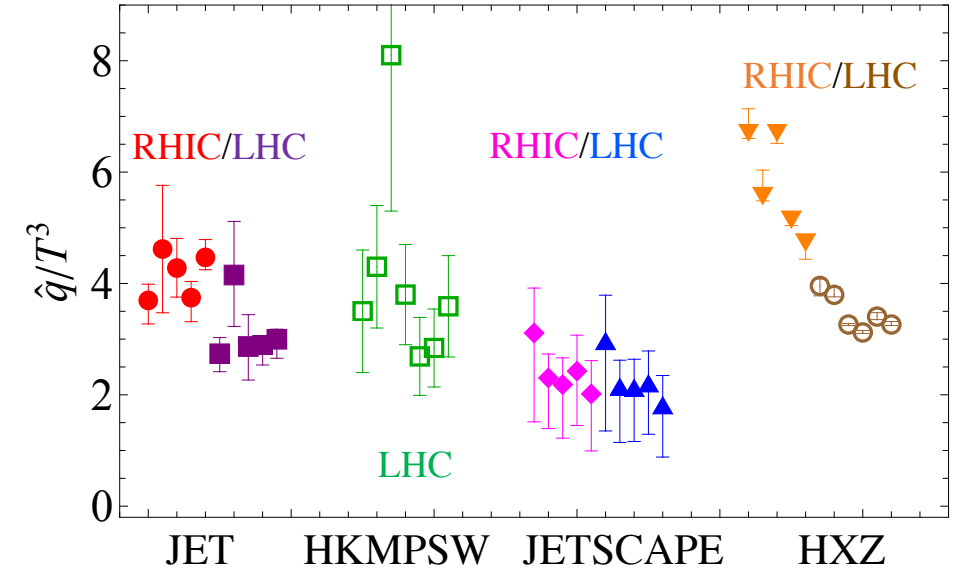 8
RHIC/LHC
RHIC/LHC
RHIC/LHC
6
q̂/T³
4
2
LHC
0
JET HKMPSW JETSCAPE HXZ